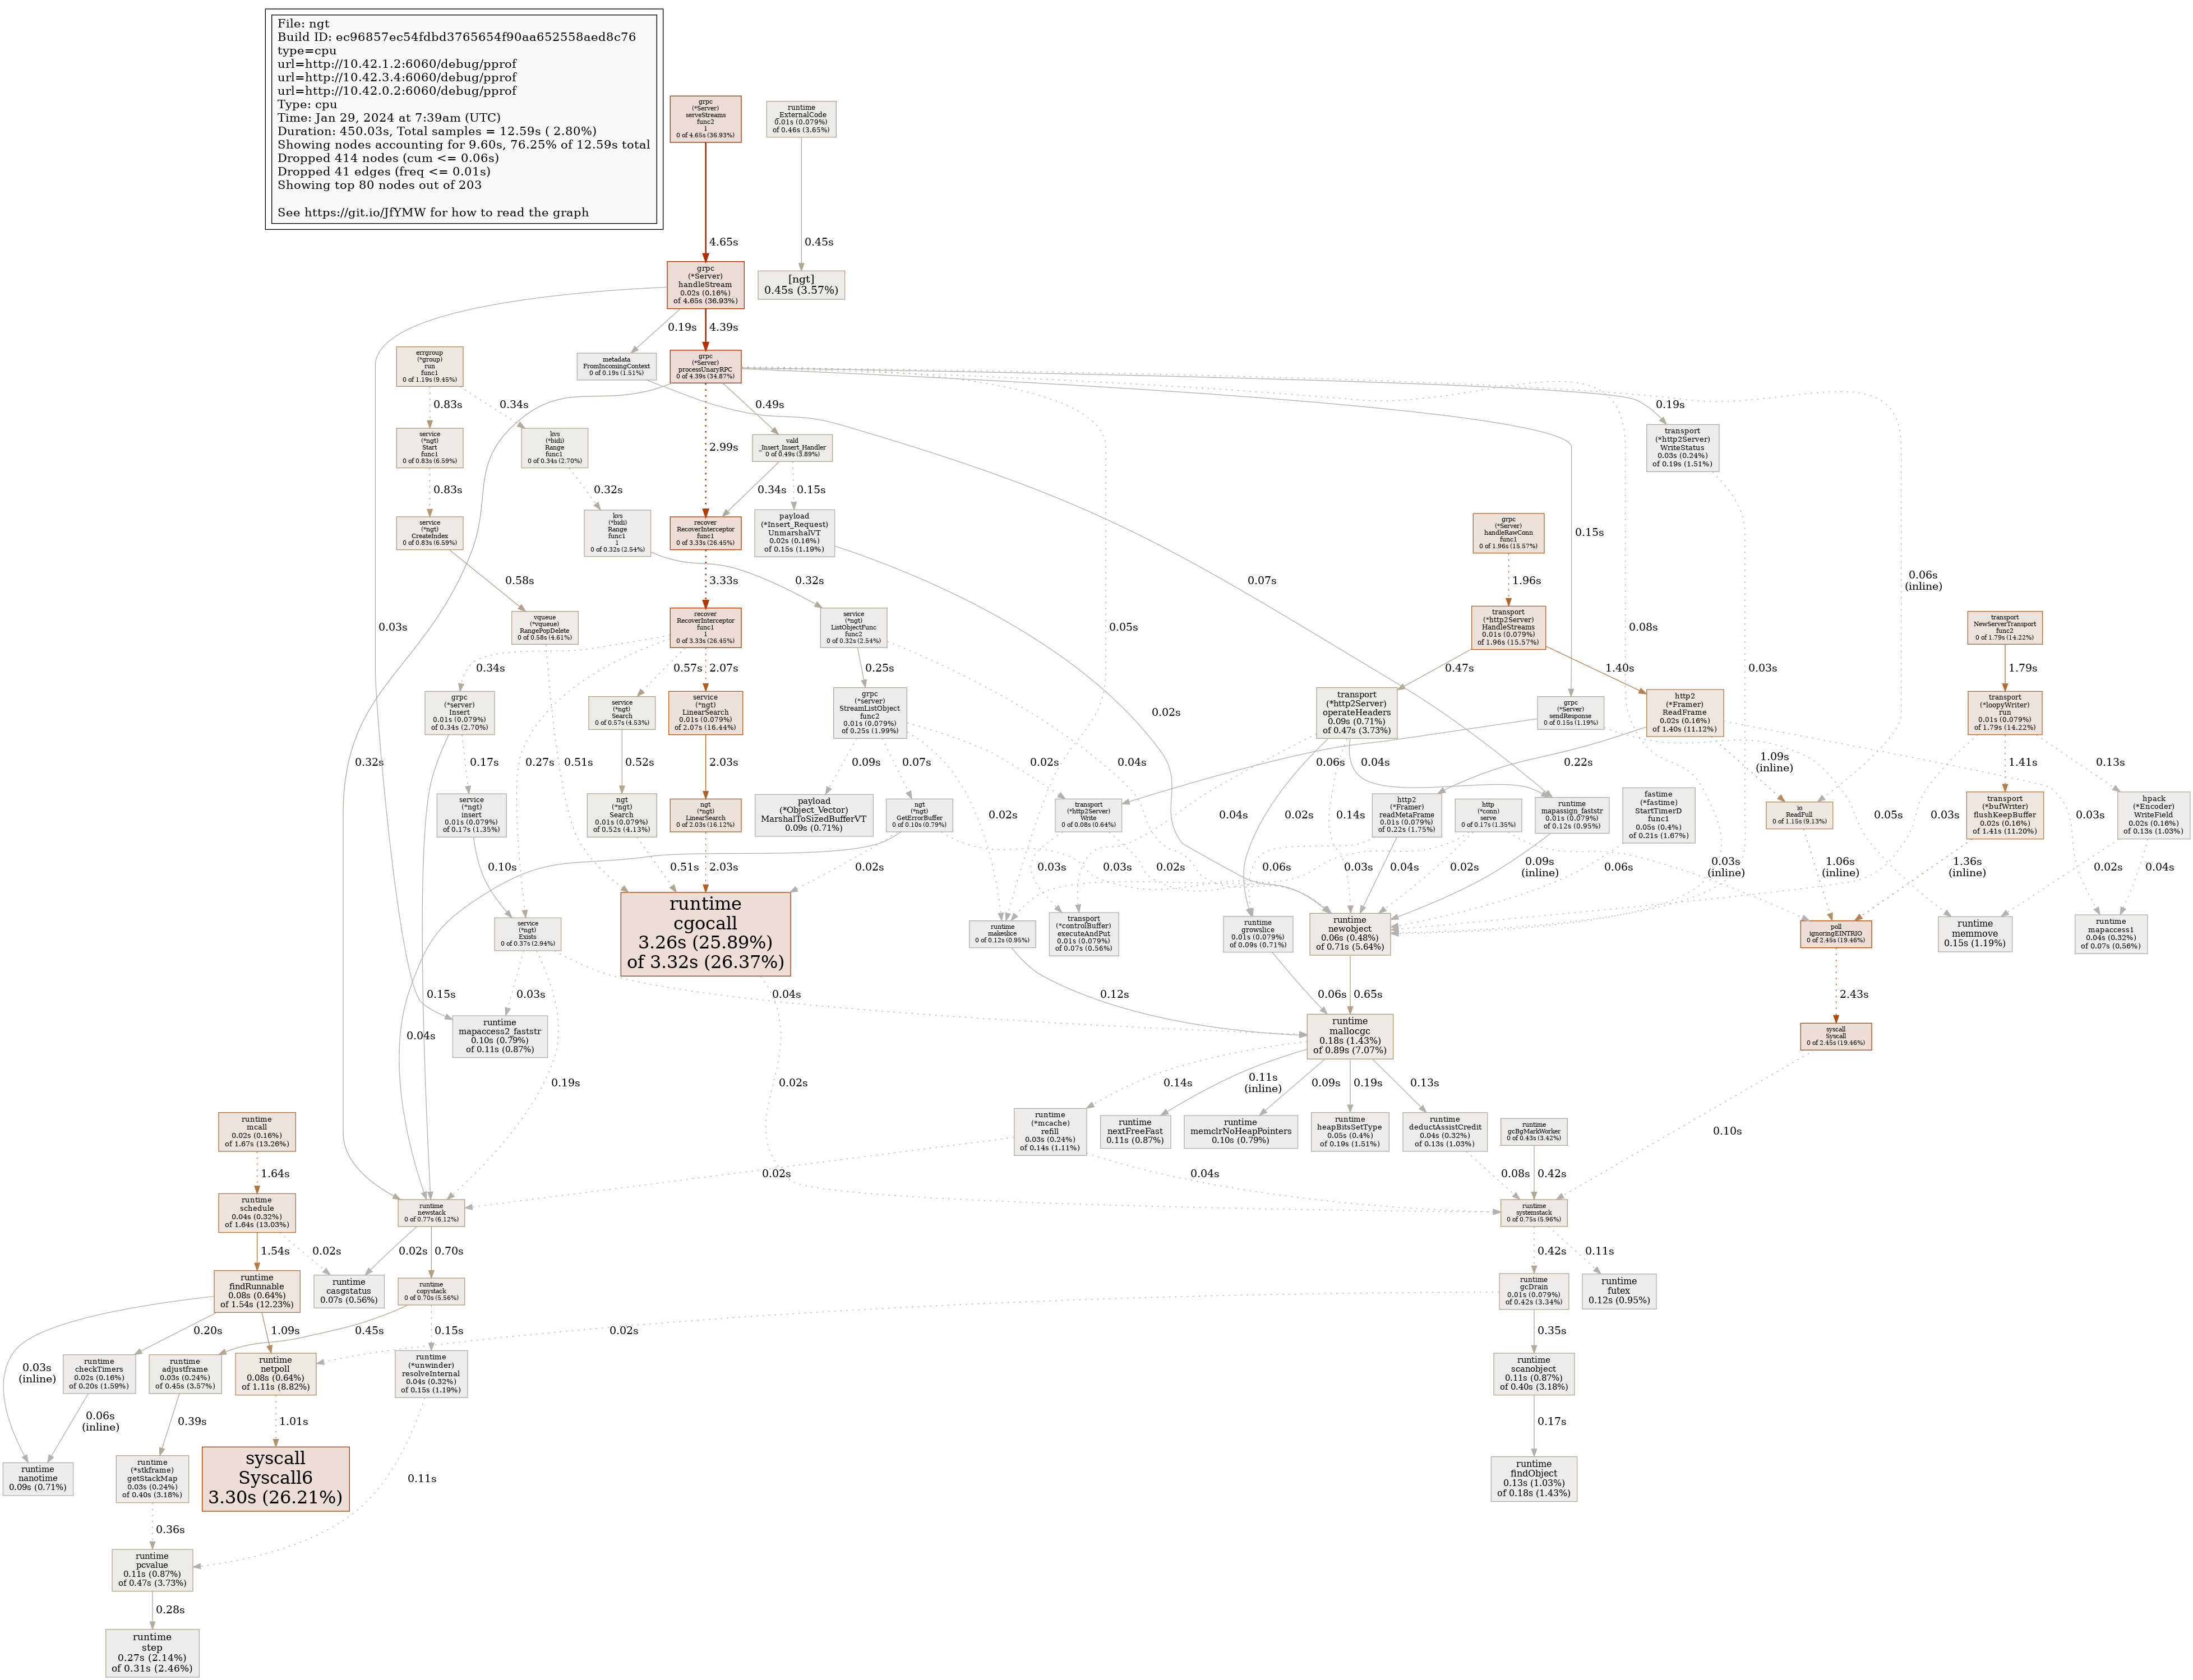 File: ngt
Build ID: ec96857ec54fdbd3765654f90aa652558aed8c76
type=cpu
url=http://10.42.1.2:6060/debug/pprof
url=http://10.42.3.4:6060/debug/pprof
url=http://10.42.0.2:6060/debug/pprof
Type: cpu
Time: Jan 29, 2024 at 7:39am (UTC)
Duration: 450.03s, Total samples = 12.59s ( 2.80%)
Showing nodes accounting for 9.60s, 76.25% of 12.59s total
Dropped 414 nodes (cum <= 0.06s)
Dropped 41 edges (freq <= 0.01s)
Showing top 80 nodes out of 203
See https://git.io/JfYMW for how to read the graph
grpc
(*Server)
serveStreams
func2
1
0 of 4.65s (36.93%)
runtime
_ExternalCode
0.01s (0.079%)
of 0.46s (3.65%)
4.65s
0.45s
grpc
(*Server)
handleStream
0.02s (0.16%)
of 4.65s (36.93%)
[ngt]
0.45s (3.57%)
0.19s
4.39s
errgroup
(*group)
run
func1
0 of 1.19s (9.45%)
metadata
FromIncomingContext
0 of 0.19s (1.51%)
grpc
(*Server)
processUnaryRPC
0 of 4.39s (34.87%)
0.83s
0.34s
0.49s
0.19s
service
(*ngt)
Start
func1
0 of 0.83s (6.59%)
kvs
(*bidi)
Range
func1
0 of 0.34s (2.70%)
2.99s
vald
_Insert_Insert_Handler
0 of 0.49s (3.89%)
transport
(*http2Server)
WriteStatus
0.03s (0.24%)
of 0.19s (1.51%)
0.83s
0.32s
0.34s
0.15s
service
(*ngt)
CreateIndex
0 of 0.83s (6.59%)
kvs
(*bidi)
Range
func1
1
0 of 0.32s (2.54%)
recover
RecoverInterceptor
func1
0 of 3.33s (26.45%)
payload
(*Insert_Request)
UnmarshalVT
0.02s (0.16%)
of 0.15s (1.19%)
grpc
(*Server)
handleRawConn
func1
0 of 1.96s (15.57%)
0.15s
0.58s
3.33s
0.32s
0.07s
1.96s
0.06s
(inline)
0.03s
vqueue
(*vqueue)
RangePopDelete
0 of 0.58s (4.61%)
recover
RecoverInterceptor
func1
1
0 of 3.33s (26.45%)
service
(*ngt)
ListObjectFunc
func2
0 of 0.32s (2.54%)
0.05s
transport
(*http2Server)
HandleStreams
0.01s (0.079%)
of 1.96s (15.57%)
0.08s
transport
NewServerTransport
func2
0 of 1.79s (14.22%)
0.34s
0.57s
2.07s
0.25s
0.47s
1.40s
0.03s
1.79s
grpc
(*server)
Insert
0.01s (0.079%)
of 0.34s (2.70%)
service
(*ngt)
Search
0 of 0.57s (4.53%)
service
(*ngt)
LinearSearch
0.01s (0.079%)
of 2.07s (16.44%)
grpc
(*server)
StreamListObject
func2
0.01s (0.079%)
of 0.25s (1.99%)
0.02s
transport
(*http2Server)
operateHeaders
0.09s (0.71%)
of 0.47s (3.73%)
grpc
(*Server)
sendResponse
0 of 0.15s (1.19%)
http2
(*Framer)
ReadFrame
0.02s (0.16%)
of 1.40s (11.12%)
transport
(*loopyWriter)
run
0.01s (0.079%)
of 1.79s (14.22%)
0.32s
0.17s
0.27s
0.51s
0.52s
2.03s
0.09s
0.07s
0.02s
0.04s
0.06s
0.04s
0.22s
1.09s
(inline)
1.41s
0.13s
service
(*ngt)
insert
0.01s (0.079%)
of 0.17s (1.35%)
ngt
(*ngt)
Search
0.01s (0.079%)
of 0.52s (4.13%)
ngt
(*ngt)
LinearSearch
0 of 2.03s (16.12%)
payload
(*Object_Vector)
MarshalToSizedBufferVT
0.09s (0.71%)
ngt
(*ngt)
GetErrorBuffer
0 of 0.10s (0.79%)
0.02s
transport
(*http2Server)
Write
0 of 0.08s (0.64%)
0.04s
0.02s
0.14s
http2
(*Framer)
readMetaFrame
0.01s (0.079%)
of 0.22s (1.75%)
http
(*conn)
serve
0 of 0.17s (1.35%)
runtime
mapassign_faststr
0.01s (0.079%)
of 0.12s (0.95%)
fastime
(*fastime)
StartTimerD
func1
0.05s (0.4%)
of 0.21s (1.67%)
io
ReadFull
0 of 1.15s (9.13%)
0.05s
0.03s
transport
(*bufWriter)
flushKeepBuffer
0.02s (0.16%)
of 1.41s (11.20%)
0.03s
hpack
(*Encoder)
WriteField
0.02s (0.16%)
of 0.13s (1.03%)
0.10s
0.51s
2.03s
0.02s
0.03s
0.03s
0.02s
0.06s
0.03s
0.04s
0.02s
0.09s
(inline)
0.06s
0.03s
(inline)
1.06s
(inline)
1.36s
(inline)
0.02s
0.04s
service
(*ngt)
Exists
0 of 0.37s (2.94%)
runtime
cgocall
3.26s (25.89%)
of 3.32s (26.37%)
runtime
makeslice
0 of 0.12s (0.95%)
transport
(*controlBuffer)
executeAndPut
0.01s (0.079%)
of 0.07s (0.56%)
runtime
growslice
0.01s (0.079%)
of 0.09s (0.71%)
runtime
newobject
0.06s (0.48%)
of 0.71s (5.64%)
poll
ignoringEINTRIO
0 of 2.45s (19.46%)
runtime
memmove
0.15s (1.19%)
runtime
mapaccess1
0.04s (0.32%)
of 0.07s (0.56%)
0.15s
0.03s
0.04s
0.12s
0.06s
0.65s
2.43s
0.04s
runtime
mapaccess2_faststr
0.10s (0.79%)
of 0.11s (0.87%)
runtime
mallocgc
0.18s (1.43%)
of 0.89s (7.07%)
syscall
Syscall
0 of 2.45s (19.46%)
0.19s
0.02s
0.14s
0.11s
(inline)
0.09s
0.19s
0.13s
runtime
mcall
0.02s (0.16%)
of 1.67s (13.26%)
runtime
(*mcache)
refill
0.03s (0.24%)
of 0.14s (1.11%)
runtime
nextFreeFast
0.11s (0.87%)
runtime
memclrNoHeapPointers
0.10s (0.79%)
runtime
heapBitsSetType
0.05s (0.4%)
of 0.19s (1.51%)
runtime
deductAssistCredit
0.04s (0.32%)
of 0.13s (1.03%)
runtime
gcBgMarkWorker
0 of 0.43s (3.42%)
0.10s
1.64s
0.02s
0.04s
0.08s
0.42s
runtime
schedule
0.04s (0.32%)
of 1.64s (13.03%)
runtime
newstack
0 of 0.77s (6.12%)
runtime
systemstack
0 of 0.75s (5.96%)
1.54s
0.02s
0.02s
0.70s
0.42s
0.11s
runtime
findRunnable
0.08s (0.64%)
of 1.54s (12.23%)
runtime
casgstatus
0.07s (0.56%)
runtime
copystack
0 of 0.70s (5.56%)
runtime
gcDrain
0.01s (0.079%)
of 0.42s (3.34%)
runtime
futex
0.12s (0.95%)
0.20s
1.09s
0.45s
0.15s
0.02s
0.35s
0.03s
(inline)
runtime
checkTimers
0.02s (0.16%)
of 0.20s (1.59%)
runtime
adjustframe
0.03s (0.24%)
of 0.45s (3.57%)
runtime
netpoll
0.08s (0.64%)
of 1.11s (8.82%)
runtime
(*unwinder)
resolveInternal
0.04s (0.32%)
of 0.15s (1.19%)
runtime
scanobject
0.11s (0.87%)
of 0.40s (3.18%)
0.06s
(inline)
0.39s
1.01s
0.17s
runtime
nanotime
0.09s (0.71%)
runtime
(*stkframe)
getStackMap
0.03s (0.24%)
of 0.40s (3.18%)
syscall
Syscall6
3.30s (26.21%)
0.11s
runtime
findObject
0.13s (1.03%)
of 0.18s (1.43%)
0.36s
runtime
pcvalue
0.11s (0.87%)
of 0.47s (3.73%)
0.28s
runtime
step
0.27s (2.14%)
of 0.31s (2.46%)